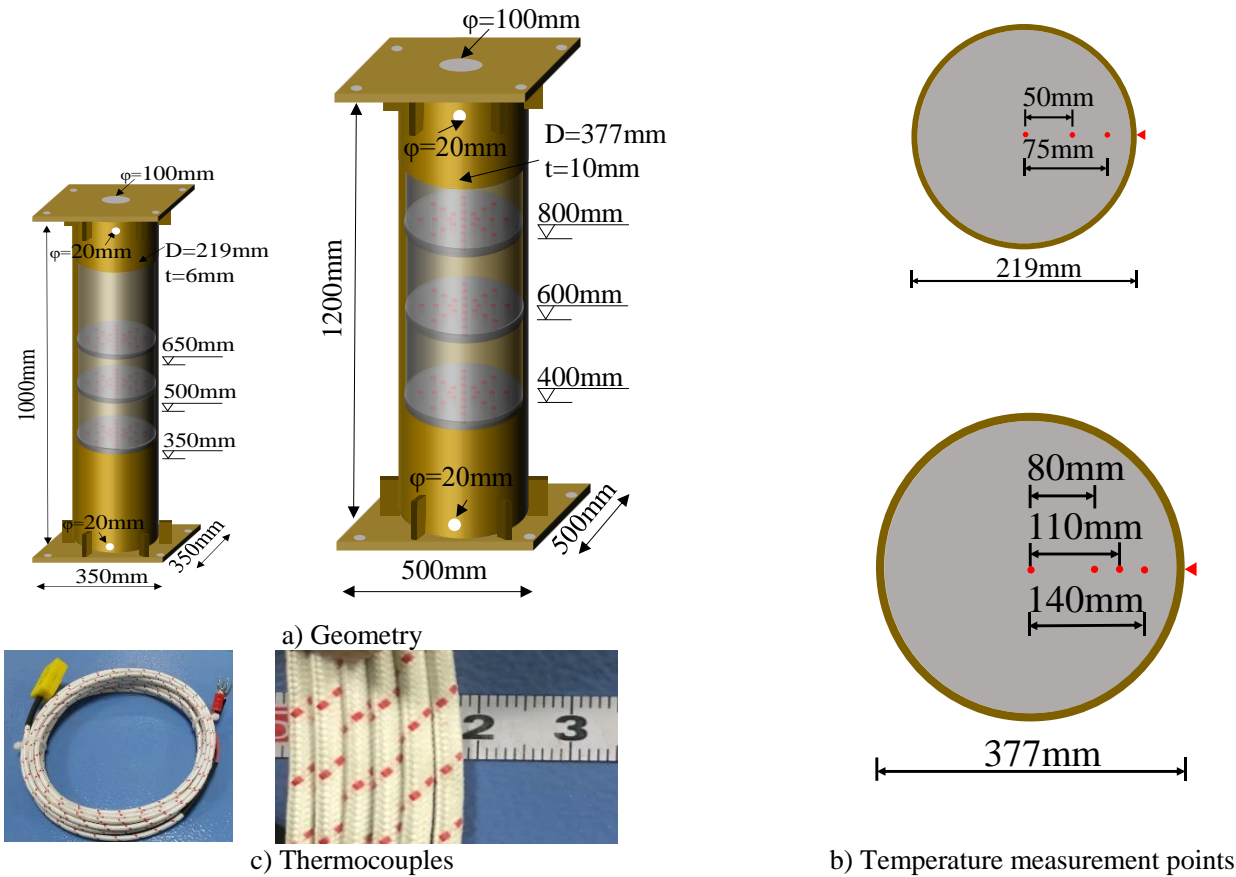 φ=100mm
φ=20mm
D=219mm
t=6mm
1000mm
650mm
500mm
350mm
φ=20mm
350mm
350mm
φ=100mm
φ=20mm
D=377mm
t=10mm
1200mm
800mm
600mm
400mm
φ=20mm
500mm
500mm
a) Geometry
2 3
c) Thermocouples
50mm
75mm
219mm
80mm
110mm
140mm
377mm
b) Temperature measurement points